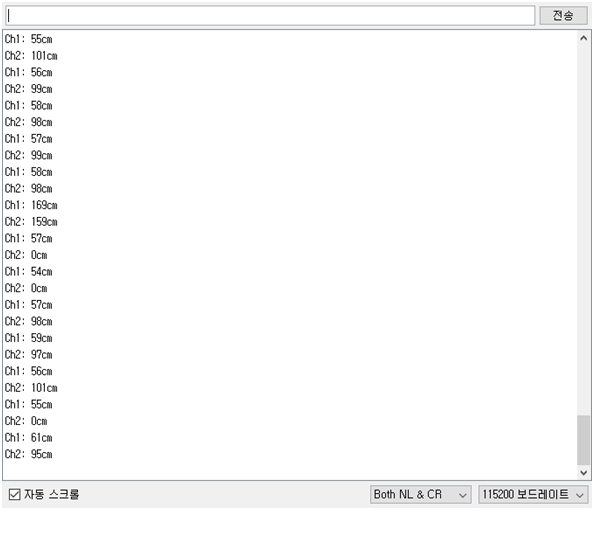 전송
Ch1: 55cm
Ch2: 101cm
Ch1: 56cm
Ch2: 99cm
Ch1: 58cm
Ch2: 98cm
Ch1: 57cm
Ch2: 99cm
Ch1: 58cm
Ch2: 98cm
Ch1: 169cm
Ch2: 159cm
Ch1: 57cm
Ch2: 0cm
Ch1: 54cm
Ch2: 0cm
Ch1: 57cm
Ch2: 98cm
Ch1: 59cm
Ch2: 97cm
Ch1: 56cm
Ch2: 101cm
Ch1: 55cm
Ch2: 0cm
Ch1: 61cm
Ch2: 95cm
자동 스크롤 Both NL & CR 115200 보드레이트